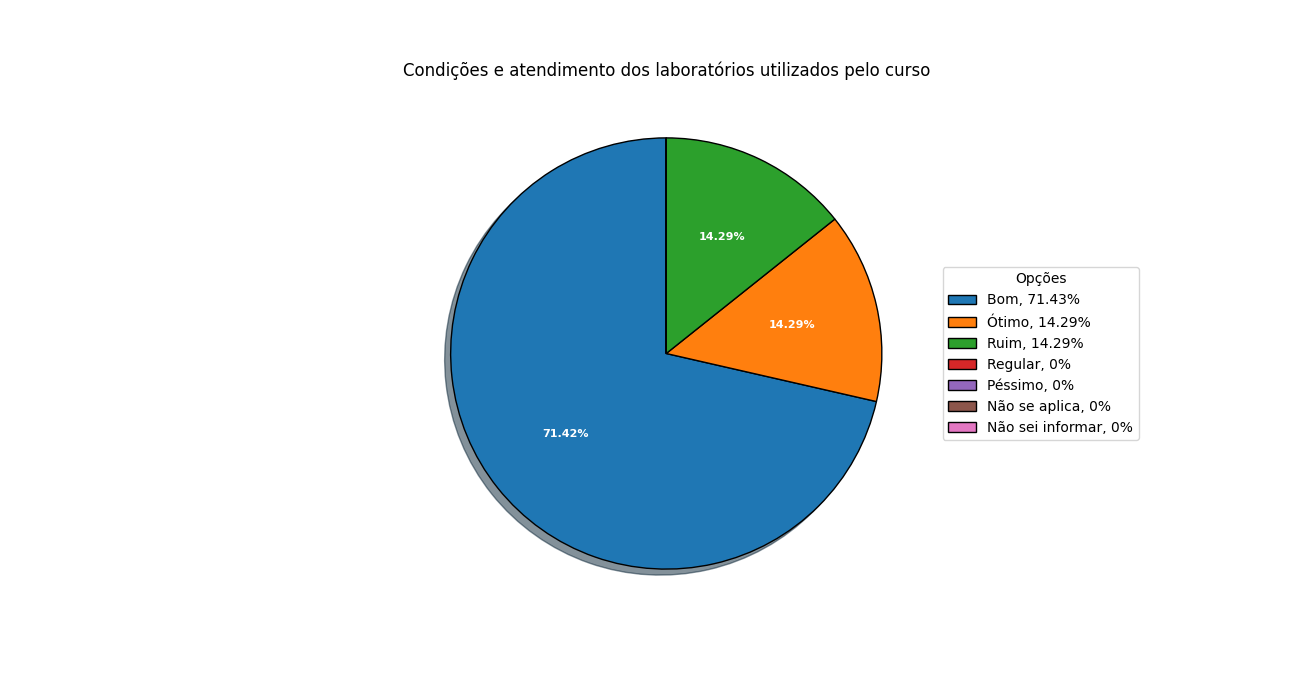 Condições e atendimento dos laboratórios utilizados pelo curso
14.29%
14.29%
71.42%
Opções
Bom, 71.43%
Ótimo, 14.29%
Ruim, 14.29%
Regular, 0%
Péssimo, 0%
Não se aplica, 0%
Não sei informar, 0%